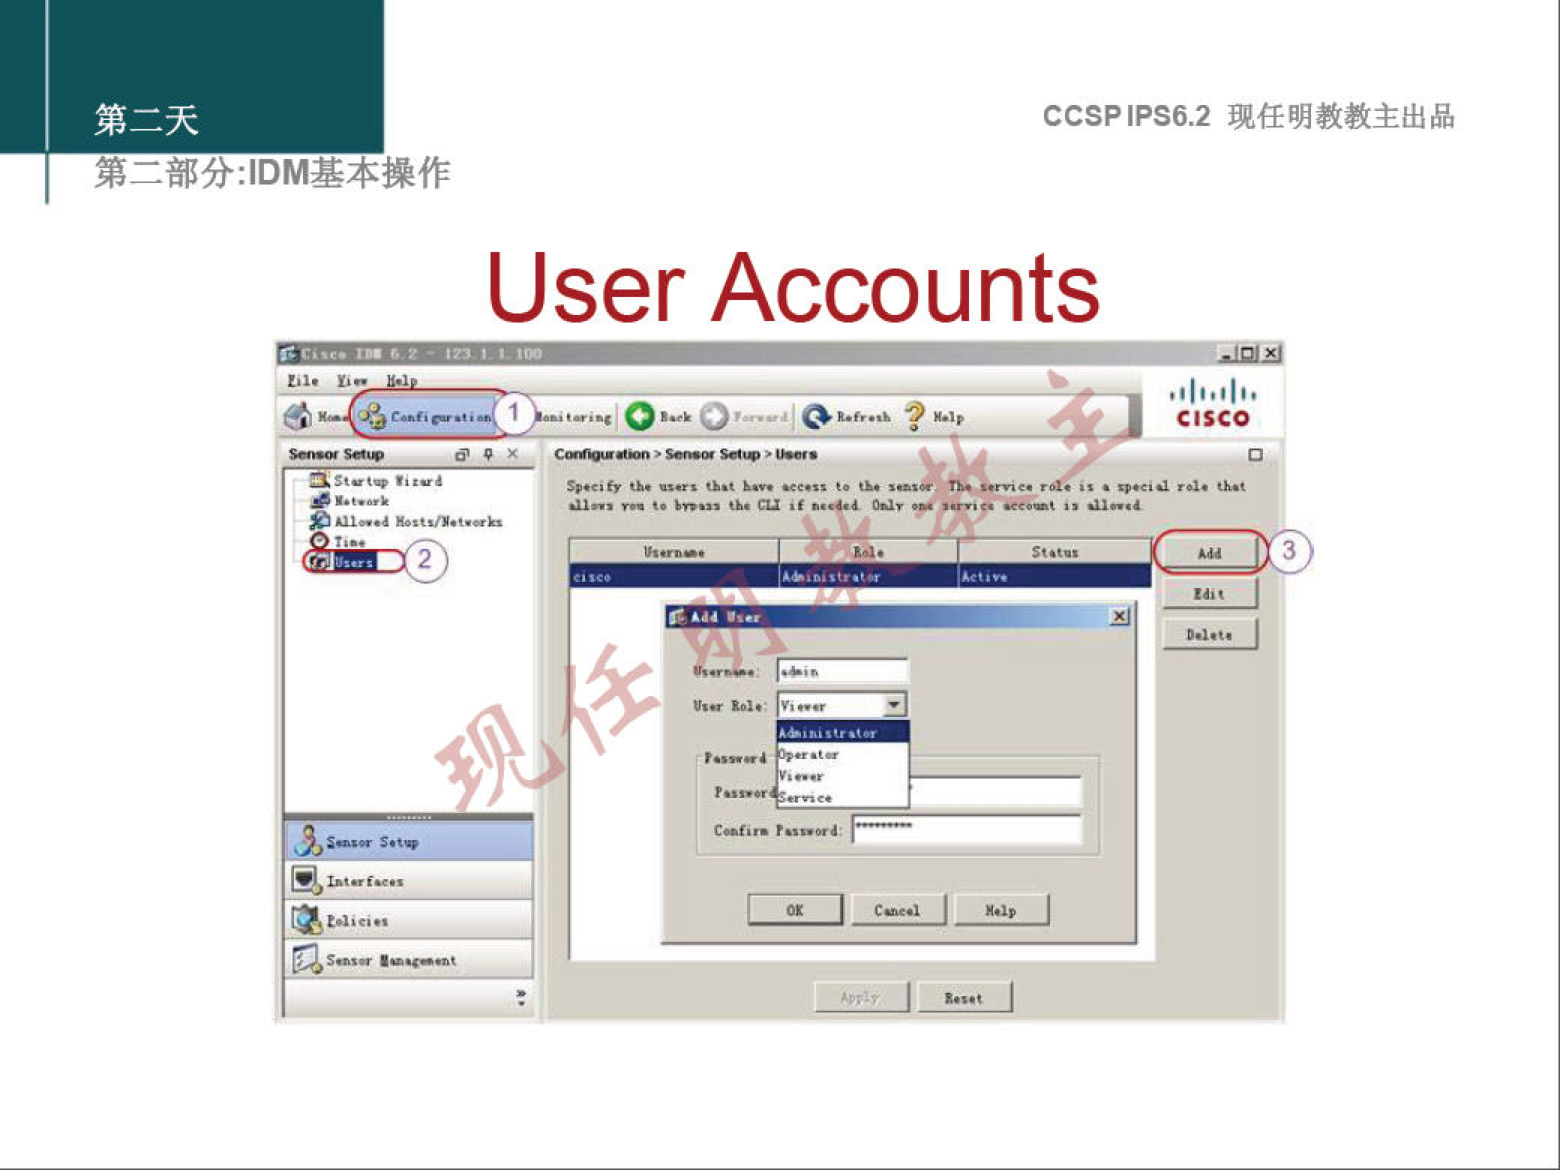 第二天
CCSP IPS6.2 现任明教教主出品
第二部分:IDM基本操作
User Accounts
Cisco IDM 6.2 - 123.1.1.100
File View Help
Home Configuration 1 Monitoring Back Forward Refresh Help
CISCO
Sensor Setup
Configuration > Sensor Setup > Users
Startup Wizard
Network
Allowed Hosts/Networks
Time
Users 2
Specify the users that have access to the sensor. The service role is a special role that
allows you to bypass the CLI if needed. Only one service account is allowed.
Username Role Status
cisco Administrator Active
Add 3
Edit
Delete
Add User
Username: admin
User Role: Viewer
Administrator
Operator
Viewer
Service
Password
Password
Confirm Password: *********
OK Cancel Help
Sensor Setup
Interfaces
Policies
Sensor Management
Apply Reset
现任明教教主